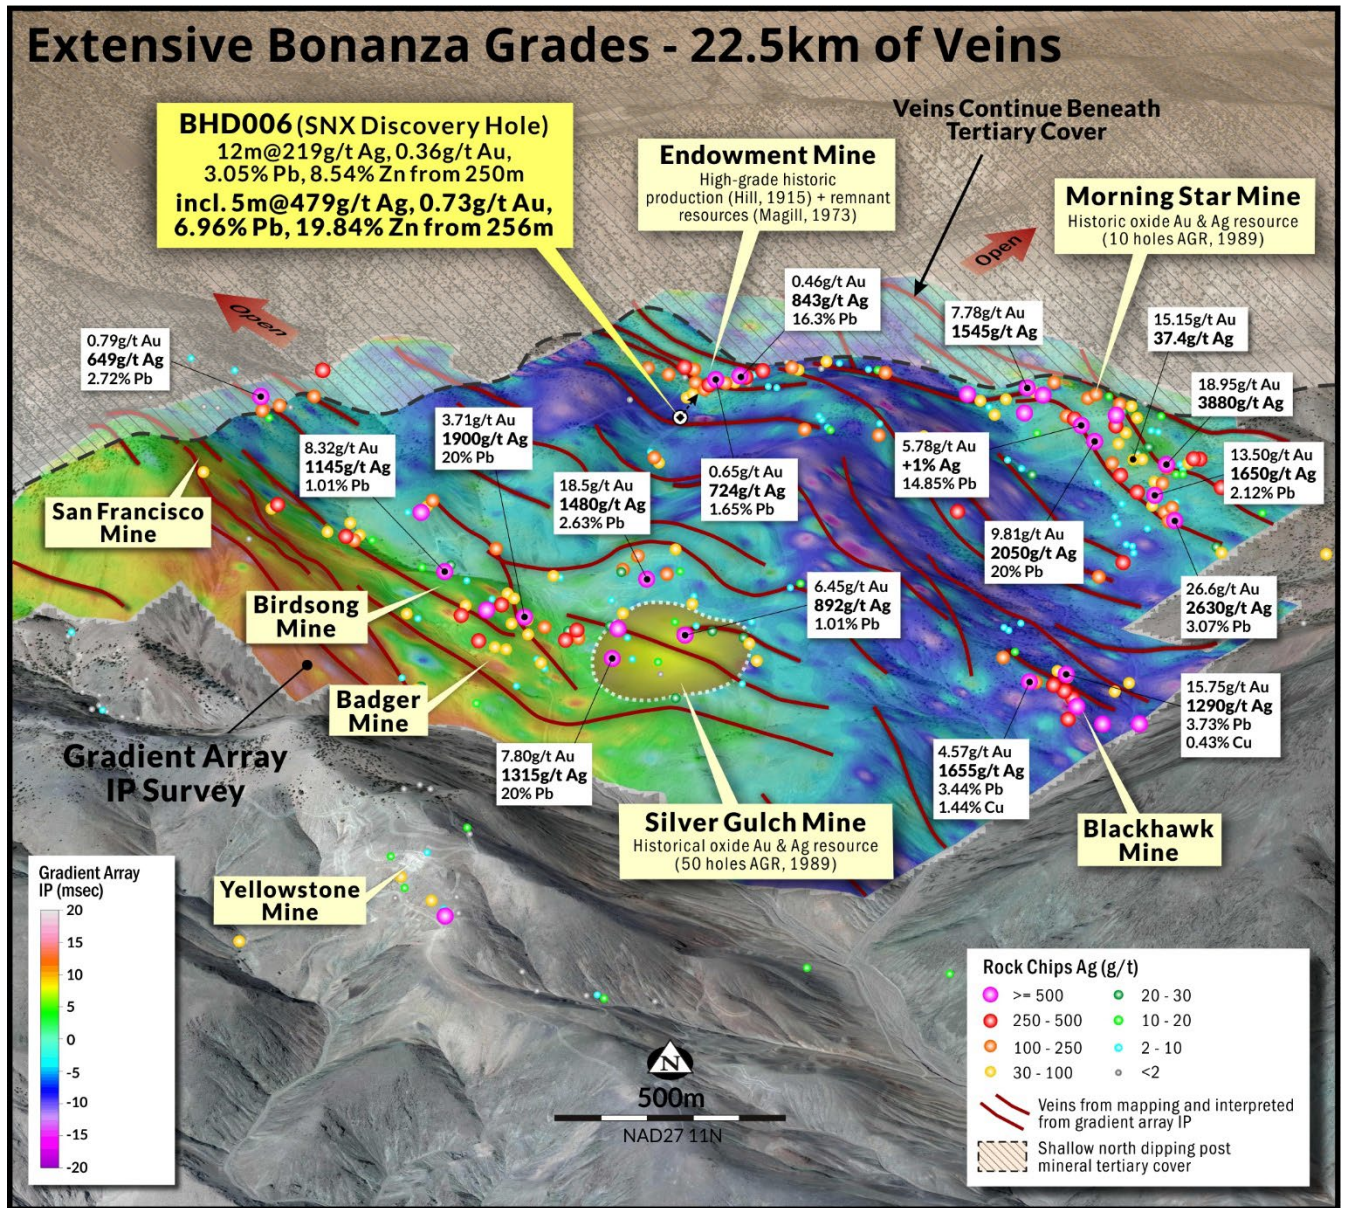 Extensive Bonanza Grades - 22.5km of Veins
BHD006 (SNX Discovery Hole)
12m@219g/t Ag, 0.36g/t Au,
3.05% Pb, 8.54% Zn from 250m
incl. 5m@479g/t Ag, 0.73g/t Au,
6.96% Pb, 19.84% Zn from 256m
Endowment Mine
High-grade historic
production (Hill, 1915) + remnant
resources (Magill, 1973)
Veins Continue Beneath
Tertiary Cover
Morning Star Mine
Historic oxide Au & Ag resource
(10 holes AGR, 1989)
Open
Open
0.79g/t Au
649g/t Ag
2.72% Pb
0.46g/t Au
843g/t Ag
16.3% Pb
7.78g/t Au
1545g/t Ag
15.15g/t Au
37.4g/t Ag
18.95g/t Au
3880g/t Ag
8.32g/t Au
1145g/t Ag
1.01% Pb
3.71g/t Au
1900g/t Ag
20% Pb
18.5g/t Au
1480g/t Ag
2.63% Pb
0.65g/t Au
724g/t Ag
1.65% Pb
5.78g/t Au
+1% Ag
14.85% Pb
13.50g/t Au
1650g/t Ag
2.12% Pb
San Francisco
Mine
9.81g/t Au
2050g/t Ag
20% Pb
Birdsong
Mine
6.45g/t Au
892g/t Ag
1.01% Pb
26.6g/t Au
2630g/t Ag
3.07% Pb
Badger
Mine
15.75g/t Au
1290g/t Ag
3.73% Pb
0.43% Cu
Gradient Array
IP Survey
7.80g/t Au
1315g/t Ag
20% Pb
4.57g/t Au
1655g/t Ag
3.44% Pb
1.44% Cu
Silver Gulch Mine
Historical oxide Au & Ag resource
(50 holes AGR, 1989)
Blackhawk
Mine
Yellowstone
Mine
Gradient Array
IP (msec)
20
15
10
5
0
-5
-10
-15
-20
N
500m
NAD27 11N
Rock Chips Ag (g/t)
>= 500
250 - 500
100 - 250
30 - 100
20 - 30
10 - 20
2 - 10
<2
Veins from mapping and interpreted
from gradient array IP
Shallow north dipping post
mineral tertiary cover